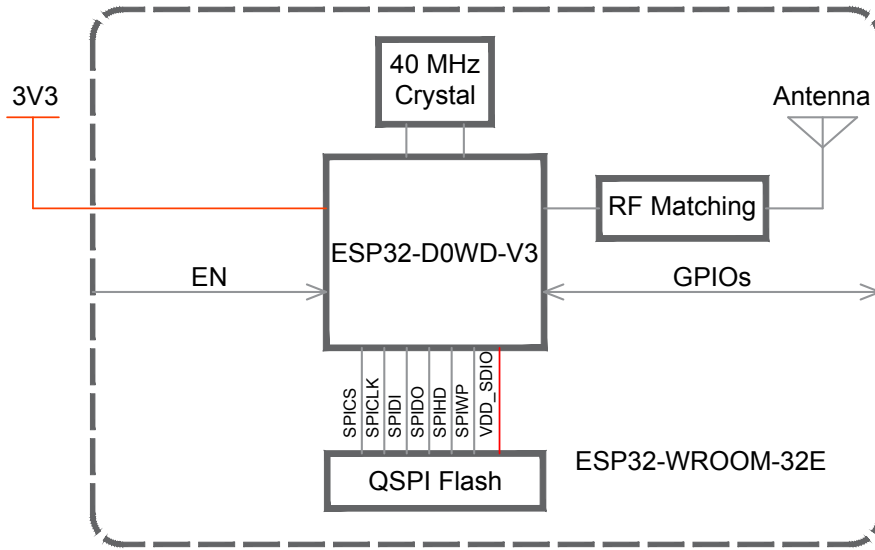 40 MHz
Crystal
3V3
Antenna
RF Matching
ESP32-D0WD-V3
EN
GPIOs
SPICS
SPICLK
SPIDI
SPIDO
SPIHD
SPIWP
VDD_SDIO
QSPI Flash
ESP32-WROOM-32E